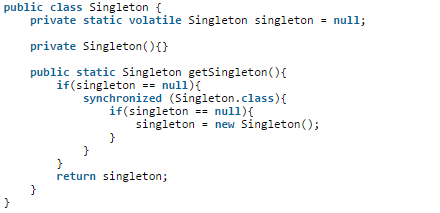 public class Singleton {
    private static volatile Singleton singleton = null;

    private Singleton(){}

    public static Singleton getSingleton(){
        if(singleton == null){
            synchronized (Singleton.class){
                if(singleton == null){
                    singleton = new Singleton();
                }
            }
        }
        return singleton;
    }
}